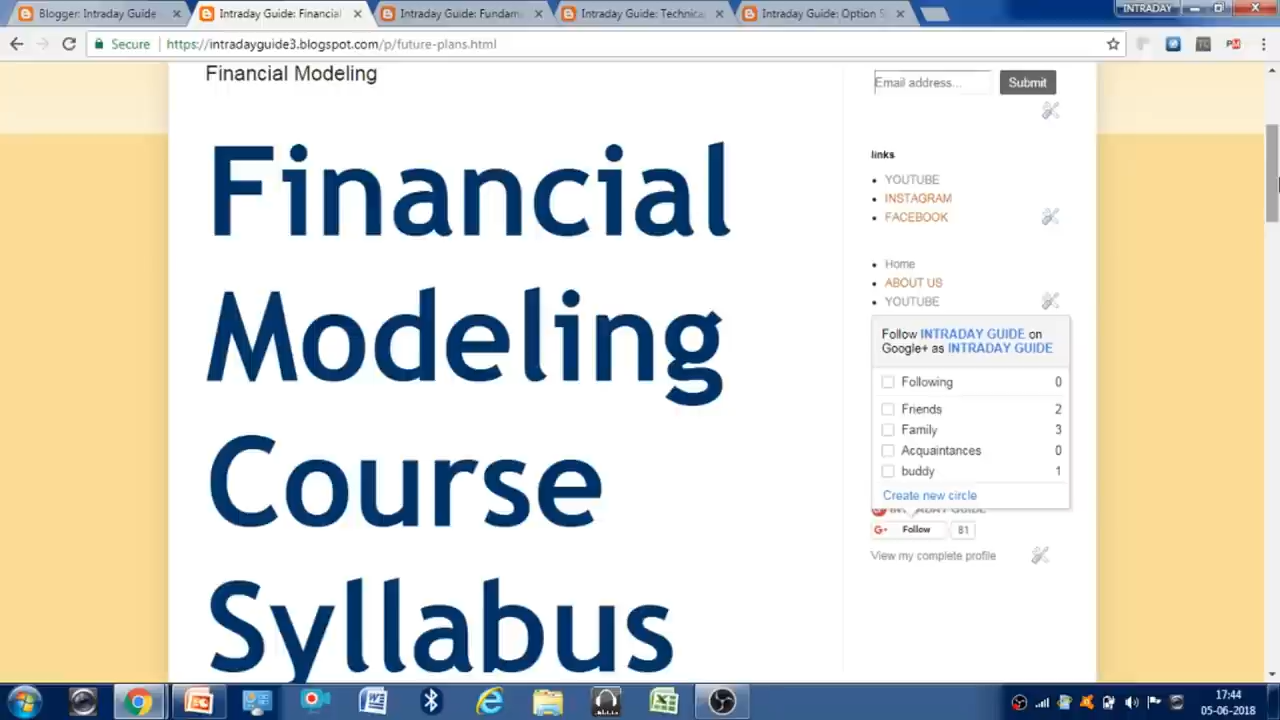 Blogger: Intraday Guide
Intraday Guide: Financial
Intraday Guide: Fundam
Intraday Guide: Technica
Intraday Guide: Option S
INTRADAY
Secure
https://intradayguide3.blogspot.com/p/future-plans.html
Financial Modeling
Financial
Modeling
Course
Syllabus
Email address...
Submit
links
YOUTUBE
INSTAGRAM
FACEBOOK
Home
ABOUT US
YOUTUBE
Follow INTRADAY GUIDE on
Google+ as INTRADAY GUIDE
Following 0
Friends 2
Family 3
Acquaintances 0
buddy 1
Create new circle
INTRADAY GUIDE
G+ Follow 81
View my complete profile
17:44
05-06-2018